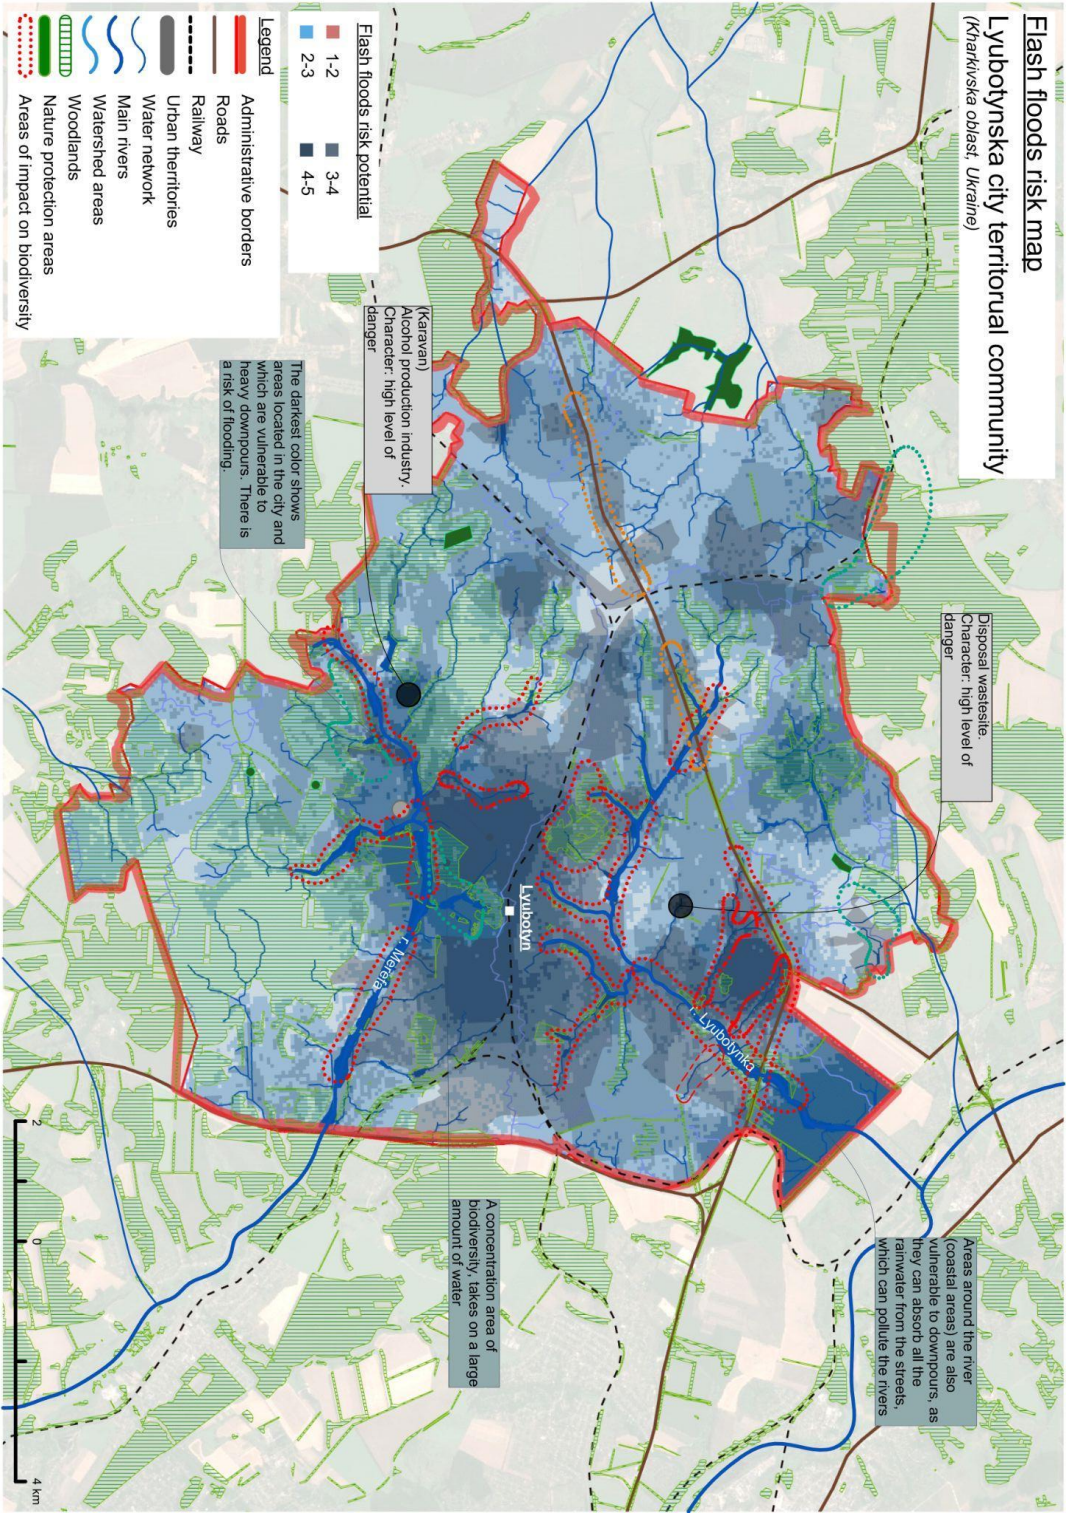 Flash floods risk map
Lyubotynska city territorual community
(Kharkivska oblast, Ukraine)
Flash floods risk potential
1-2
3-4
2-3
4-5
Legend
Administrative borders
Roads
Railway
Urban therritories
Water network
Main rivers
Watershed areas
Woodlands
Nature protection areas
Areas of impact on biodiversity
(Karavan)
Alcohol production industry.
Character: high level of
danger
The darkest color shows
areas located in the city and
which are vulnerable to
heavy downpours. There is
a risk of flooding.
Disposal wastesite.
Character: high level of
danger
Lyubotyn
r. Merefa
r. Lyubotynka
Areas around the river
(coastal areas) are also
vulnerable to downpours, as
they can absorb all the
rainwater from the streets,
which can pollute the rivers
A concentration area of
biodiversity, takes on a large
amount of water
2
0
4 km